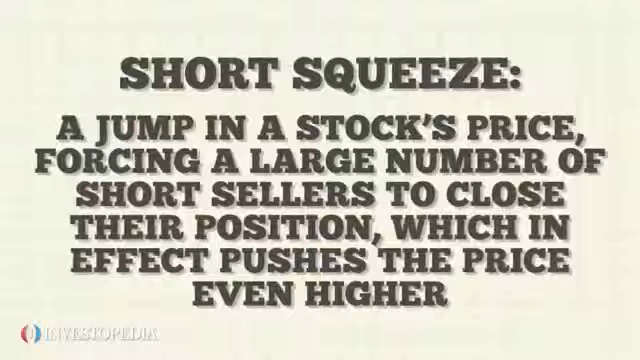 SHORT SQUEEZE:
A JUMP IN A STOCK'S PRICE,
FORCING A LARGE NUMBER OF
SHORT SELLERS TO CLOSE
THEIR POSITION, WHICH IN
EFFECT PUSHES THE PRICE
EVEN HIGHER
INVESTOPEDIA